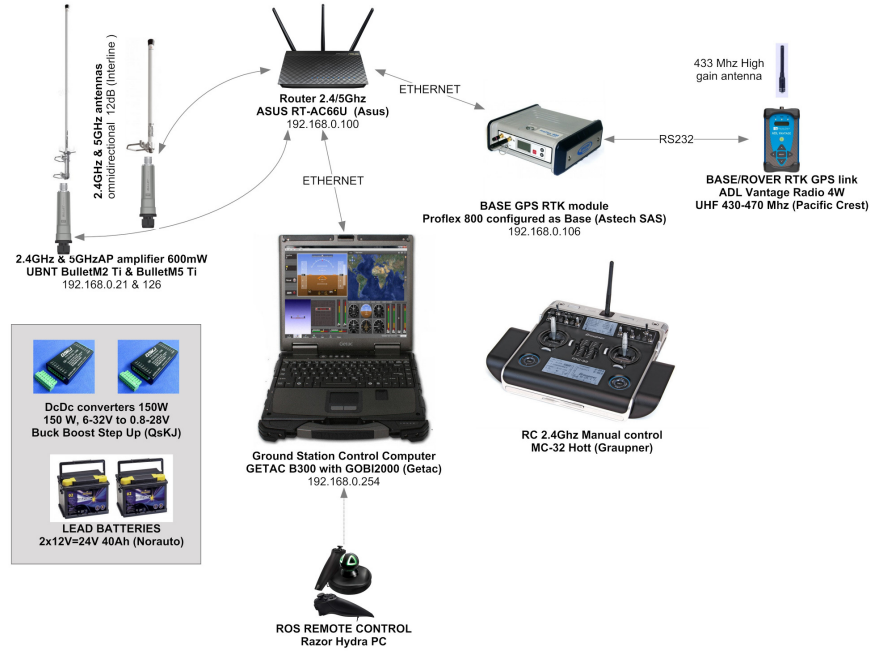 2.4GHz & 5GHz antennas
omnidirectional 12dB (Interline )
Router 2.4/5Ghz
ASUS RT-AC66U (Asus)
192.168.0.100
ETHERNET
433 Mhz High
gain antenna
RS232
BASE GPS RTK module
Proflex 800 configured as Base (Astech SAS)
192.168.0.106
BASE/ROVER RTK GPS link
ADL Vantage Radio 4W
UHF 430-470 Mhz (Pacific Crest)
ETHERNET
2.4GHz & 5GHzAP amplifier 600mW
UBNT BulletM2 Ti & BulletM5 Ti
192.168.0.21 & 126
DcDc converters 150W
150 W, 6-32V to 0.8-28V
Buck Boost Step Up (QsKJ)
LEAD BATTERIES
2x12V=24V 40Ah (Norauto)
Ground Station Control Computer
GETAC B300 with GOBI2000 (Getac)
192.168.0.254
RC 2.4Ghz Manual control
MC-32 Hott (Graupner)
ROS REMOTE CONTROL
Razor Hydra PC